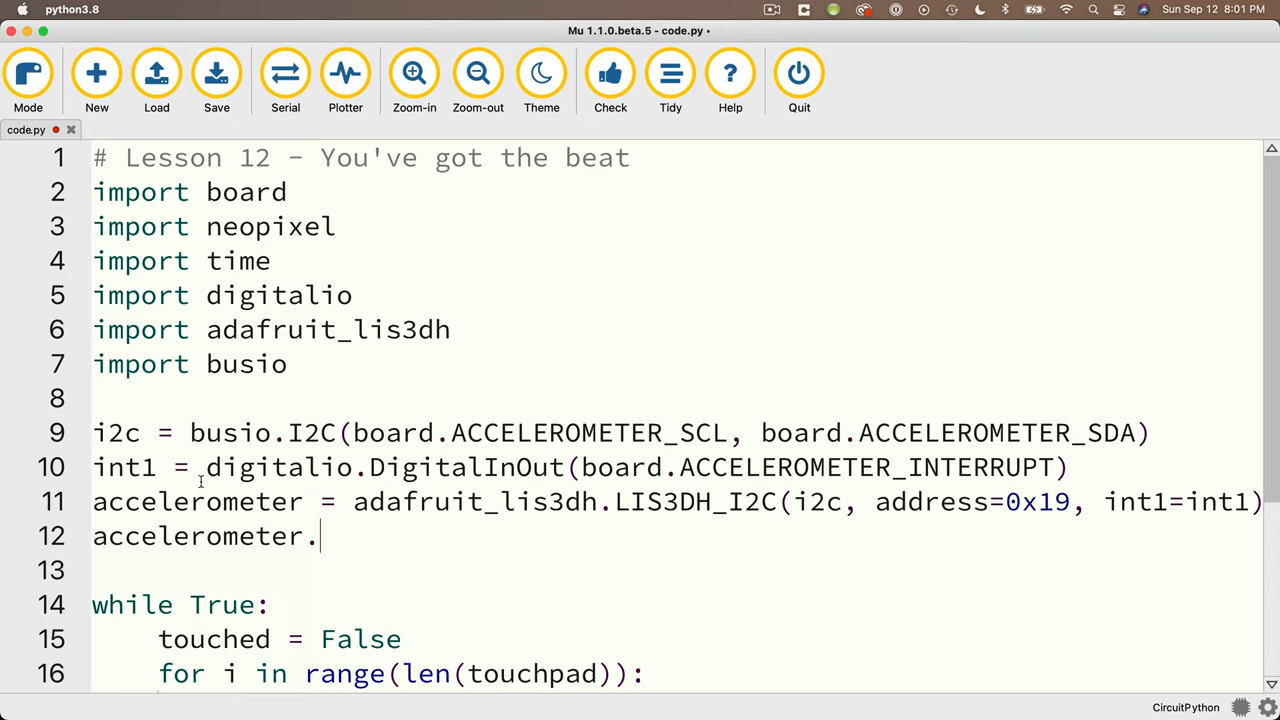 python3.8
Sun Sep 12 8:01 PM
Mu 1.1.0.beta.5 - code.py •
Mode New Load Save Serial Plotter Zoom-in Zoom-out Theme Check Tidy Help Quit
code.py
1 # Lesson 12 - You've got the beat
2 import board
3 import neopixel
4 import time
5 import digitalio
6 import adafruit_lis3dh
7 import busio
8
9 i2c = busio.I2C(board.ACCELEROMETER_SCL, board.ACCELEROMETER_SDA)
10 int1 = digitalio.DigitalInOut(board.ACCELEROMETER_INTERRUPT)
11 accelerometer = adafruit_lis3dh.LIS3DH_I2C(i2c, address=0x19, int1=int1)
12 accelerometer.
13
14 while True:
15 touched = False
16 for i in range(len(touchpad)):
CircuitPython